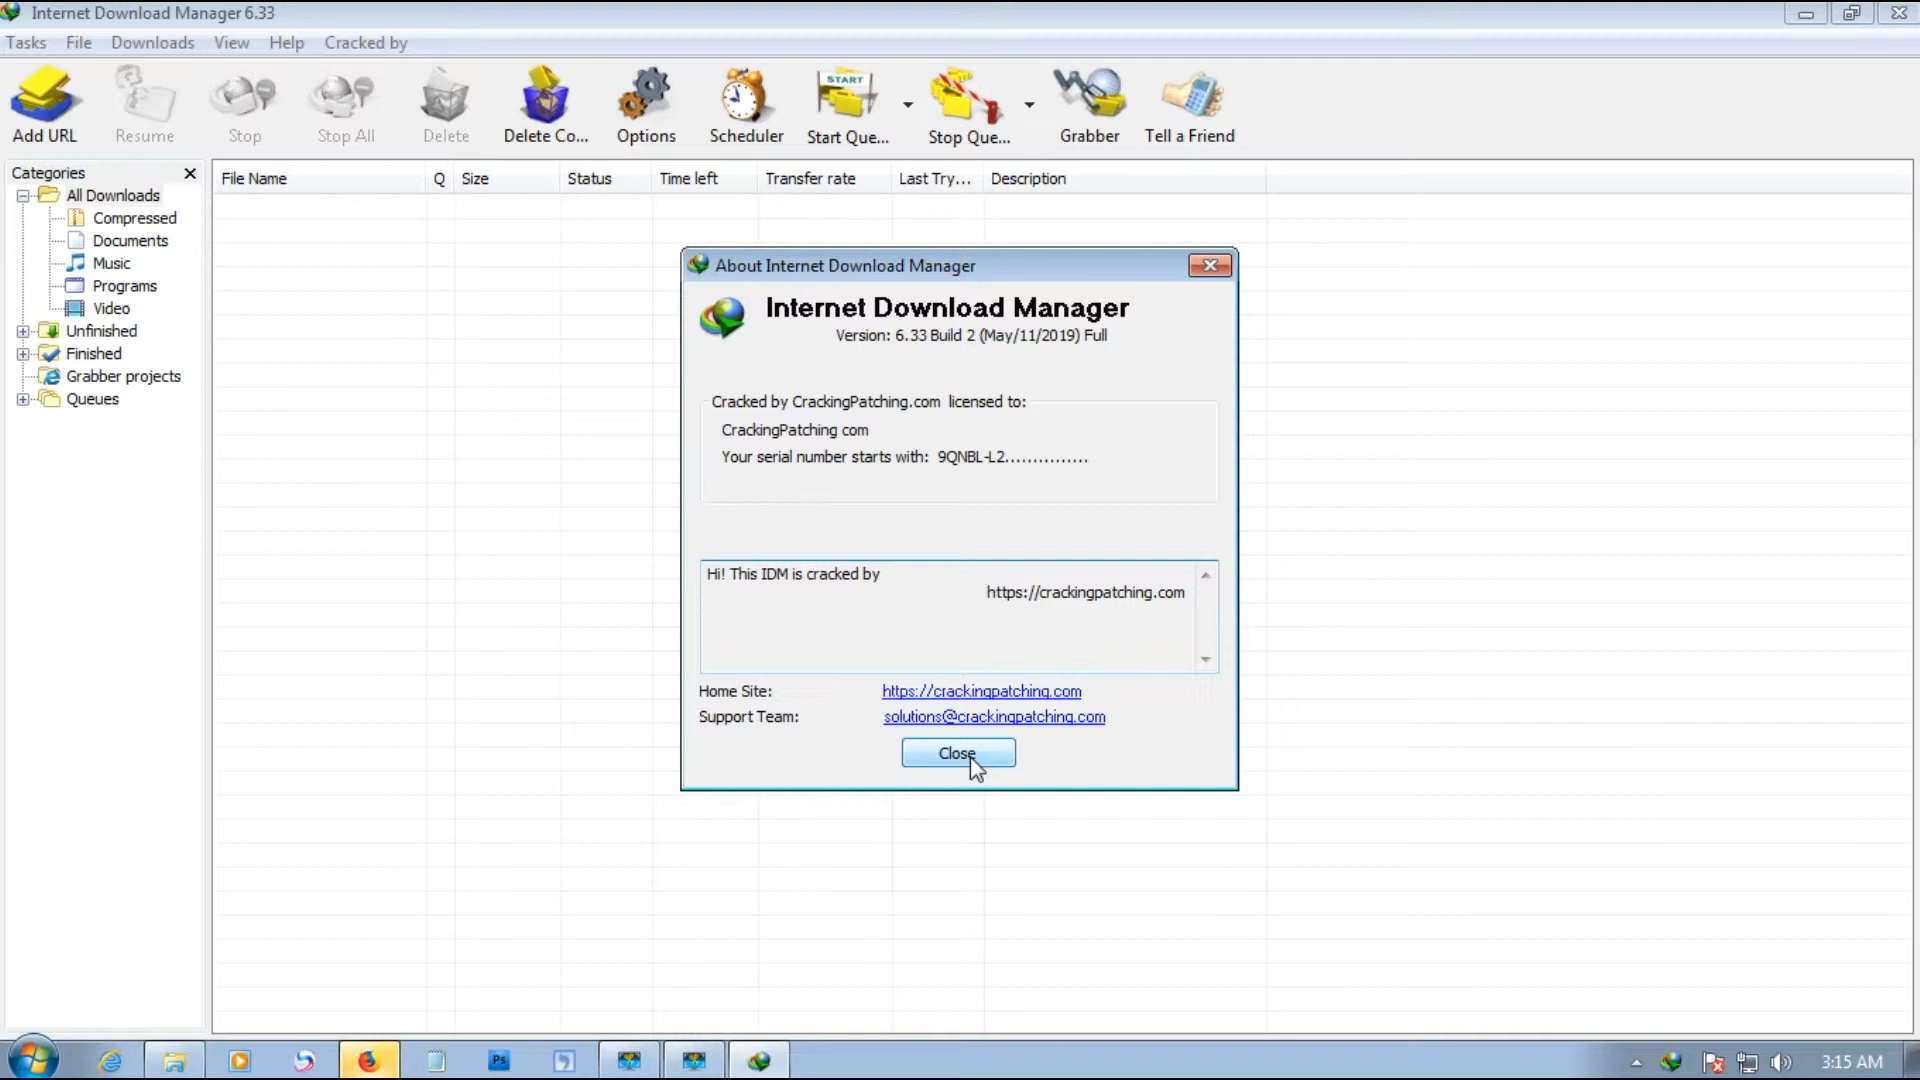 Internet Download Manager 6.33
Tasks File Downloads View Help Cracked by
Add URL Resume Stop Stop All Delete Delete Co... Options Scheduler Start Que... Stop Que... Grabber Tell a Friend
START
Categories
All Downloads
Compressed
Documents
Music
Programs
Video
Unfinished
Finished
Grabber projects
Queues
File Name Q Size Status Time left Transfer rate Last Try... Description
About Internet Download Manager
Internet Download Manager
Version: 6.33 Build 2 (May/11/2019) Full
Cracked by CrackingPatching.com licensed to:
CrackingPatching com
Your serial number starts with: 9QNBL-L2...............
Hi! This IDM is cracked by
https://crackingpatching.com
Home Site: https://crackingpatching.com
Support Team: solutions@crackingpatching.com
Close
Ps
3:15 AM